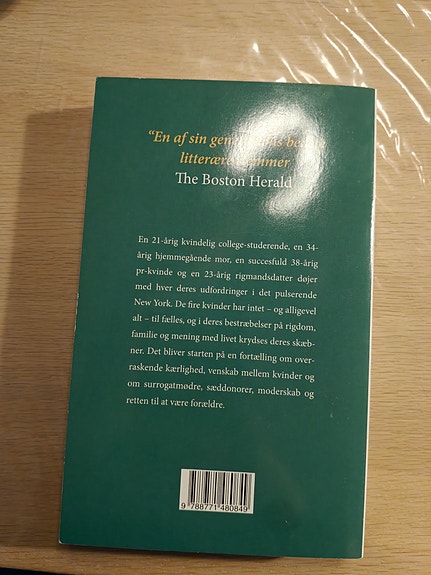 “En af sin
litterære
The Boston Herald
En 21-årig kvindelig college-studerende, en 34-
årig hjemmegående mor, en succesfuld 38-årig
pr-kvinde og en 23-årig rigmandsdatter døjer
med hver deres udfordringer i det pulserende
New York. De fire kvinder har intet – og alligevel
alt – til fælles, og i deres bestræbelser på rigdom,
familie og mening med livet krydses deres skæb-
ner. Det bliver starten på en fortælling om over-
raskende kærlighed, venskab mellem kvinder og
om surrogatmødre, sæddonorer, moderskab og
retten til at være forældre.
9 788771 480849